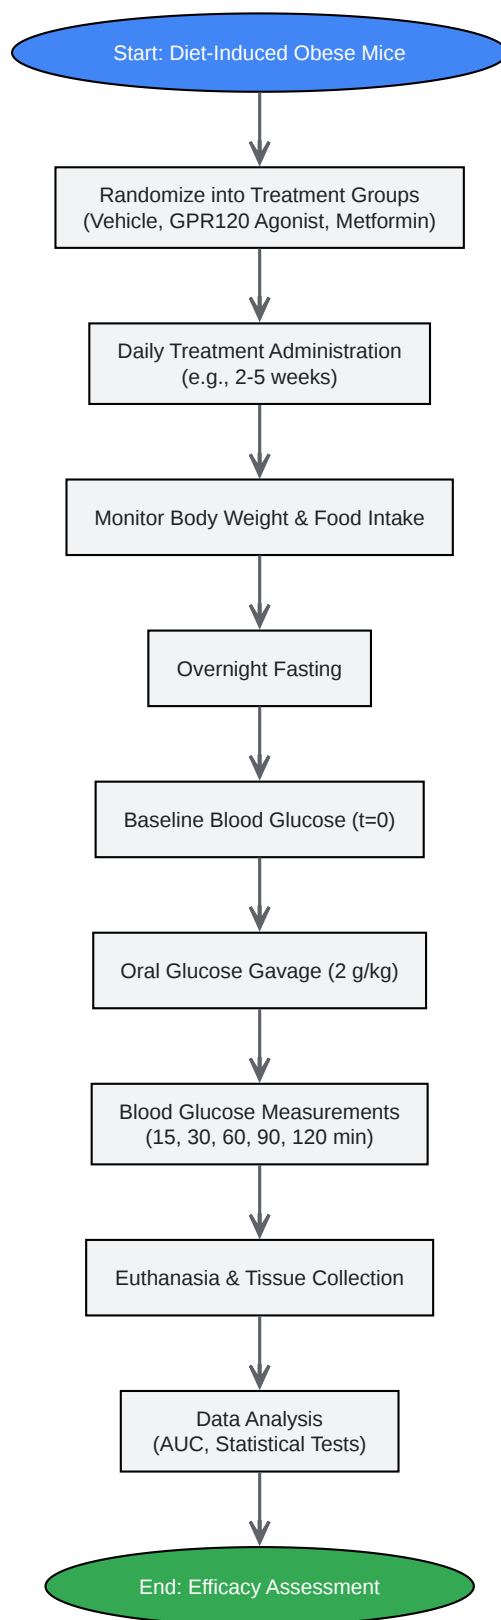 Start: Diet-Induced Obese Mice
Randomize into Treatment Groups
(Vehicle, GPR120 Agonist, Metformin)
Daily Treatment Administration
(e.g., 2-5 weeks)
Monitor Body Weight & Food Intake
Overnight Fasting
Baseline Blood Glucose (t=0)
Oral Glucose Gavage (2 g/kg)
Blood Glucose Measurements
(15, 30, 60, 90, 120 min)
Euthanasia & Tissue Collection
Data Analysis
(AUC, Statistical Tests)
End: Efficacy Assessment